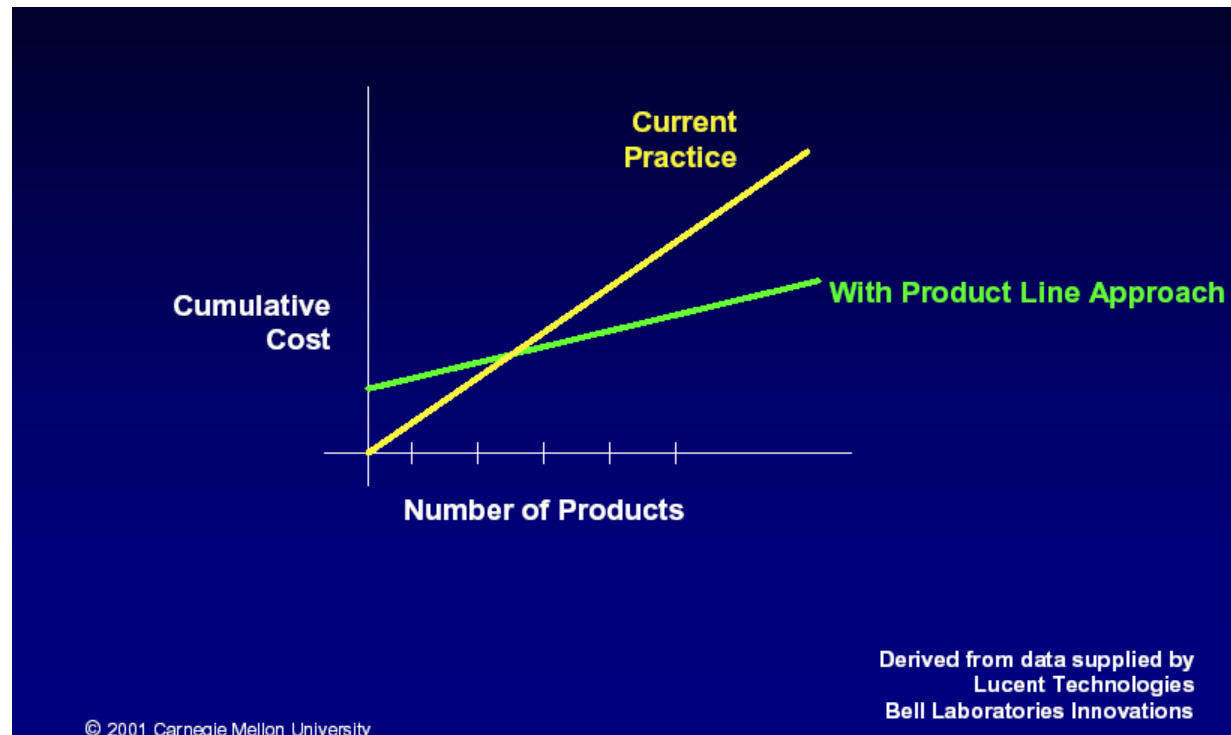 Current
Practice
With Product Line Approach
Cumulative
Cost
Number of Products
Derived from data supplied by
Lucent Technologies
Bell Laboratories Innovations
© 2001 Carnegie Mellon University